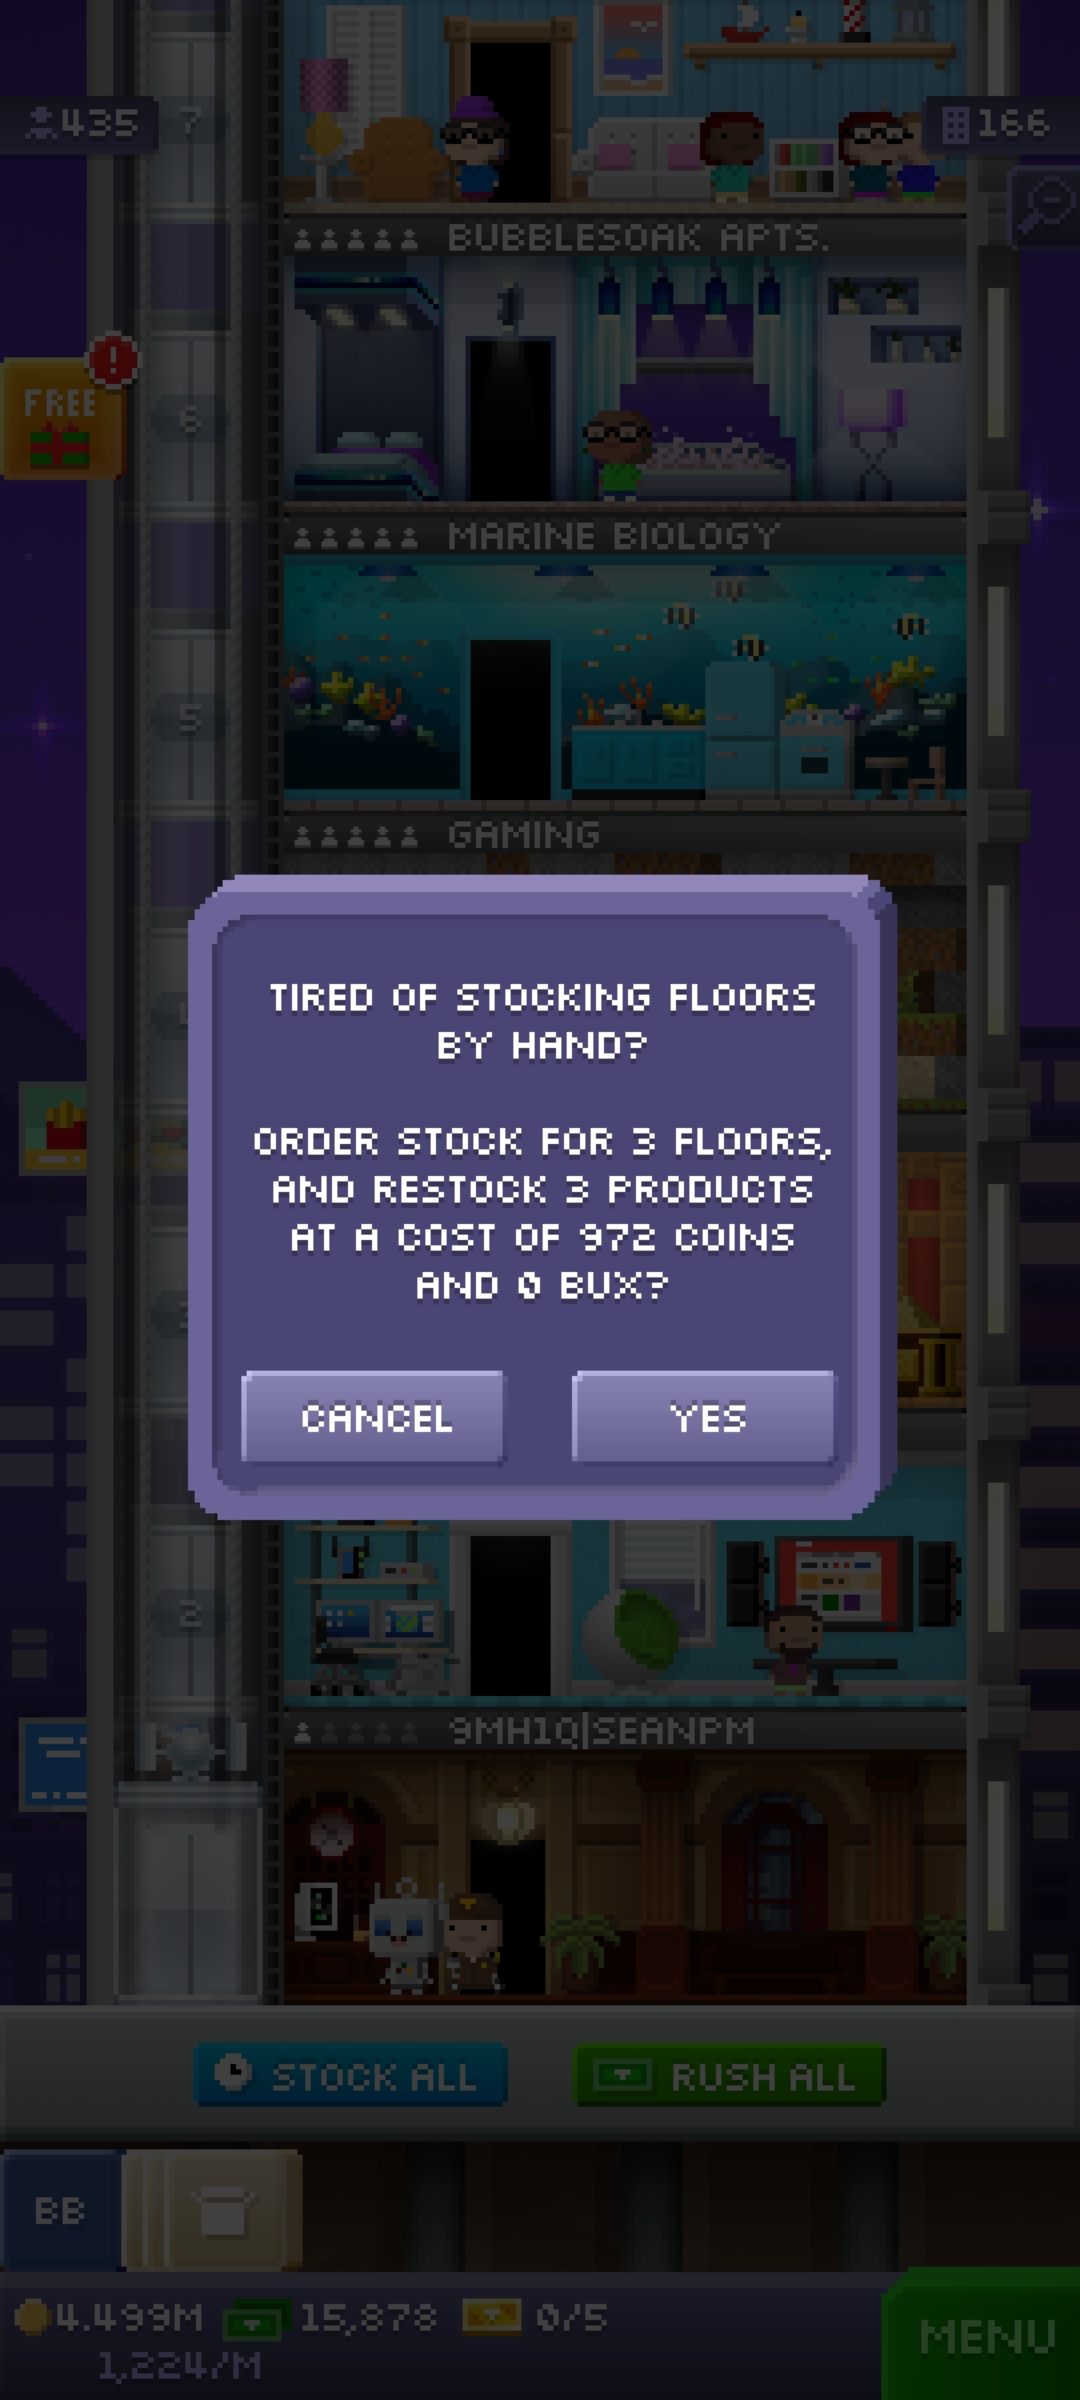 435
7
166
BUBBLESOAK APTS.
FREE
!
6
MARINE BIOLOGY
5
GAMING
TIRED OF STOCKING FLOORS
BY HAND?
ORDER STOCK FOR 3 FLOORS,
AND RESTOCK 3 PRODUCTS
AT A COST OF 972 COINS
AND 0 BUX?
CANCEL
YES
2
9MH1Q|SEANPM
STOCK ALL
RUSH ALL
BB
4.499M
15,878
0/5
1,224/M
MENU